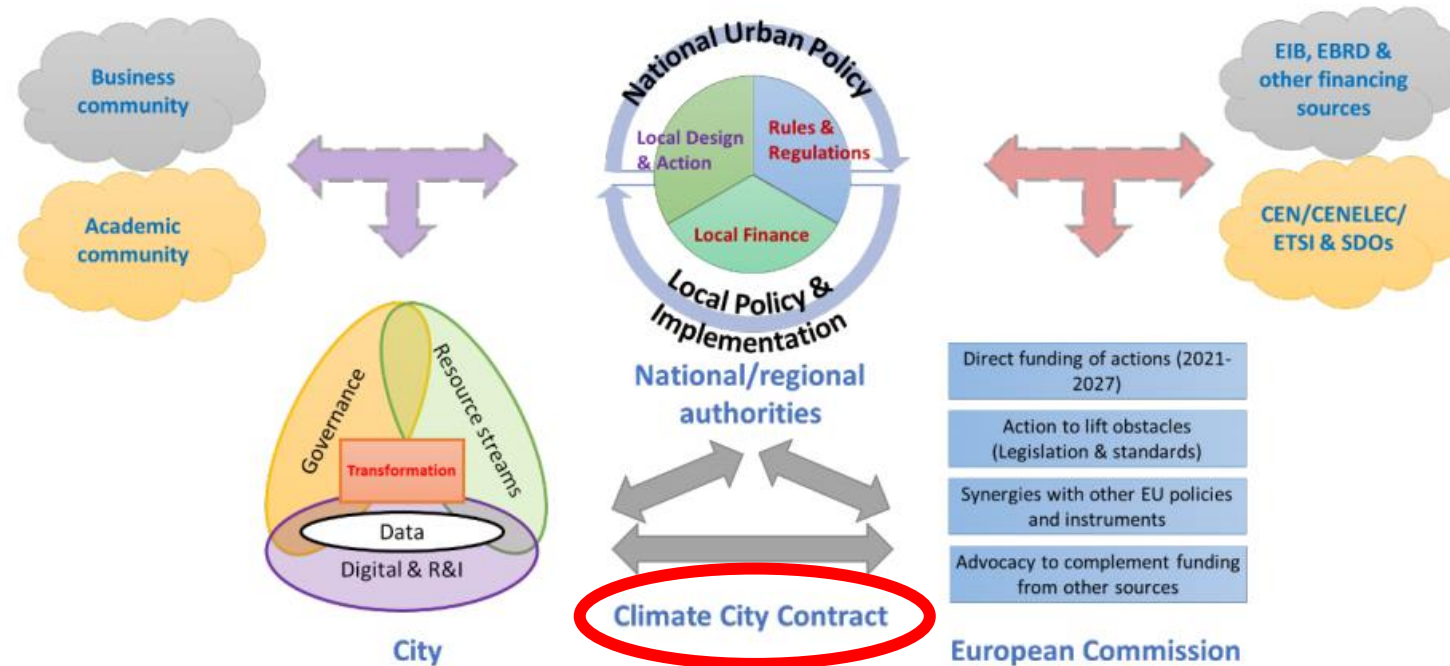 Business
community
Academic
community
National Urban Policy
Local Design
& Action
Rules &
Regulations
Local Finance
Local Policy &
Implementation
National/regional
authorities
EIB, EBRD &
other financing
sources
CEN/CENELEC/
ETSI & SDOs
Governance
Resource streams
Transformation
Data
Digital & R&I
City
Climate City Contract
Direct funding of actions (2021-
2027)
Action to lift obstacles
(Legislation & standards)
Synergies with other EU policies
and instruments
Advocacy to complement funding
from other sources
European Commission